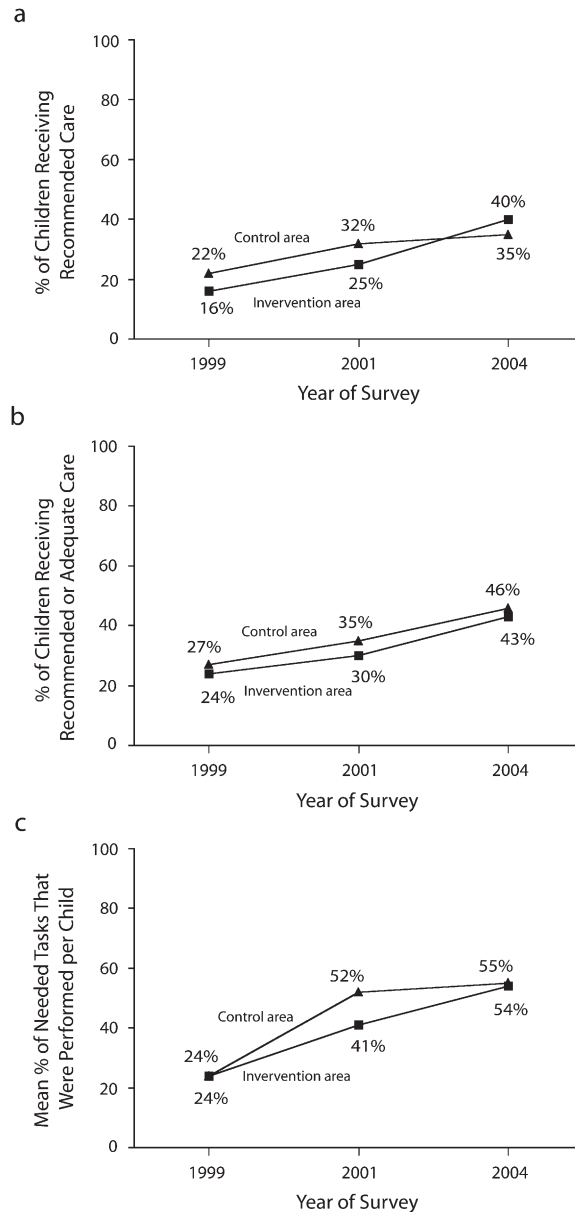 a
% of Children Receiving
Recommended Care
100
80
60
40
20
0
22%
Control area
32%
40%
35%
25%
16%
Invervention area
1999
2001
2004
Year of Survey
b
% of Children Receiving
Recommended or Adequate Care
100
80
60
40
20
0
27%
Control area
35%
46%
43%
24%
Invervention area
30%
1999
2001
2004
Year of Survey
c
Mean % of Needed Tasks That
Were Performed per Child
100
80
60
40
20
0
52%
55%
Control area
54%
41%
24%
Invervention area
24%
1999
2001
2004
Year of Survey